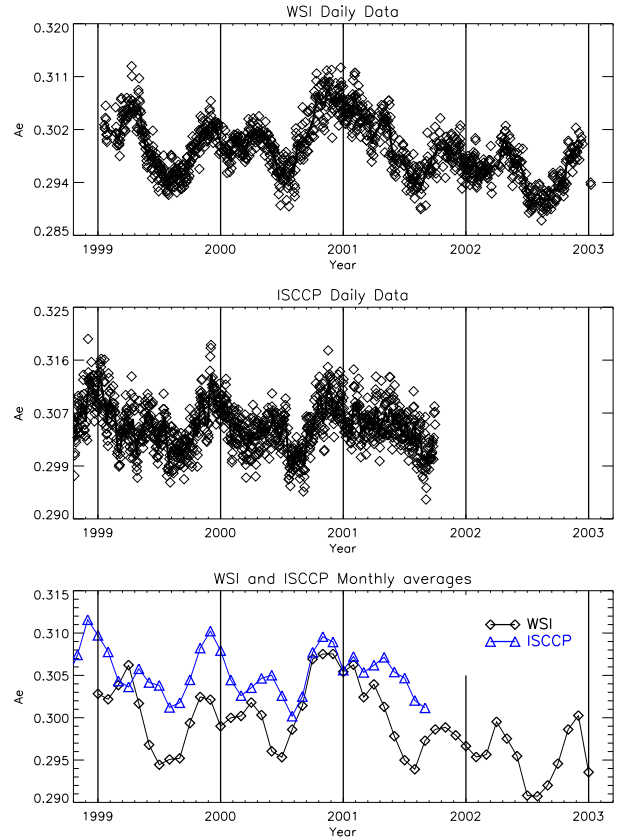 WSI Daily Data
0.320
0.311
0.302
0.294
0.285
Ae
1999 2000 2001 2002 2003
Year
ISCCP Daily Data
0.325
0.316
0.307
0.299
0.290
Ae
1999 2000 2001 2002 2003
Year
WSI and ISCCP Monthly averages
0.315
0.310
0.305
0.300
0.295
0.290
Ae
WSI
ISCCP
1999 2000 2001 2002 2003
Year